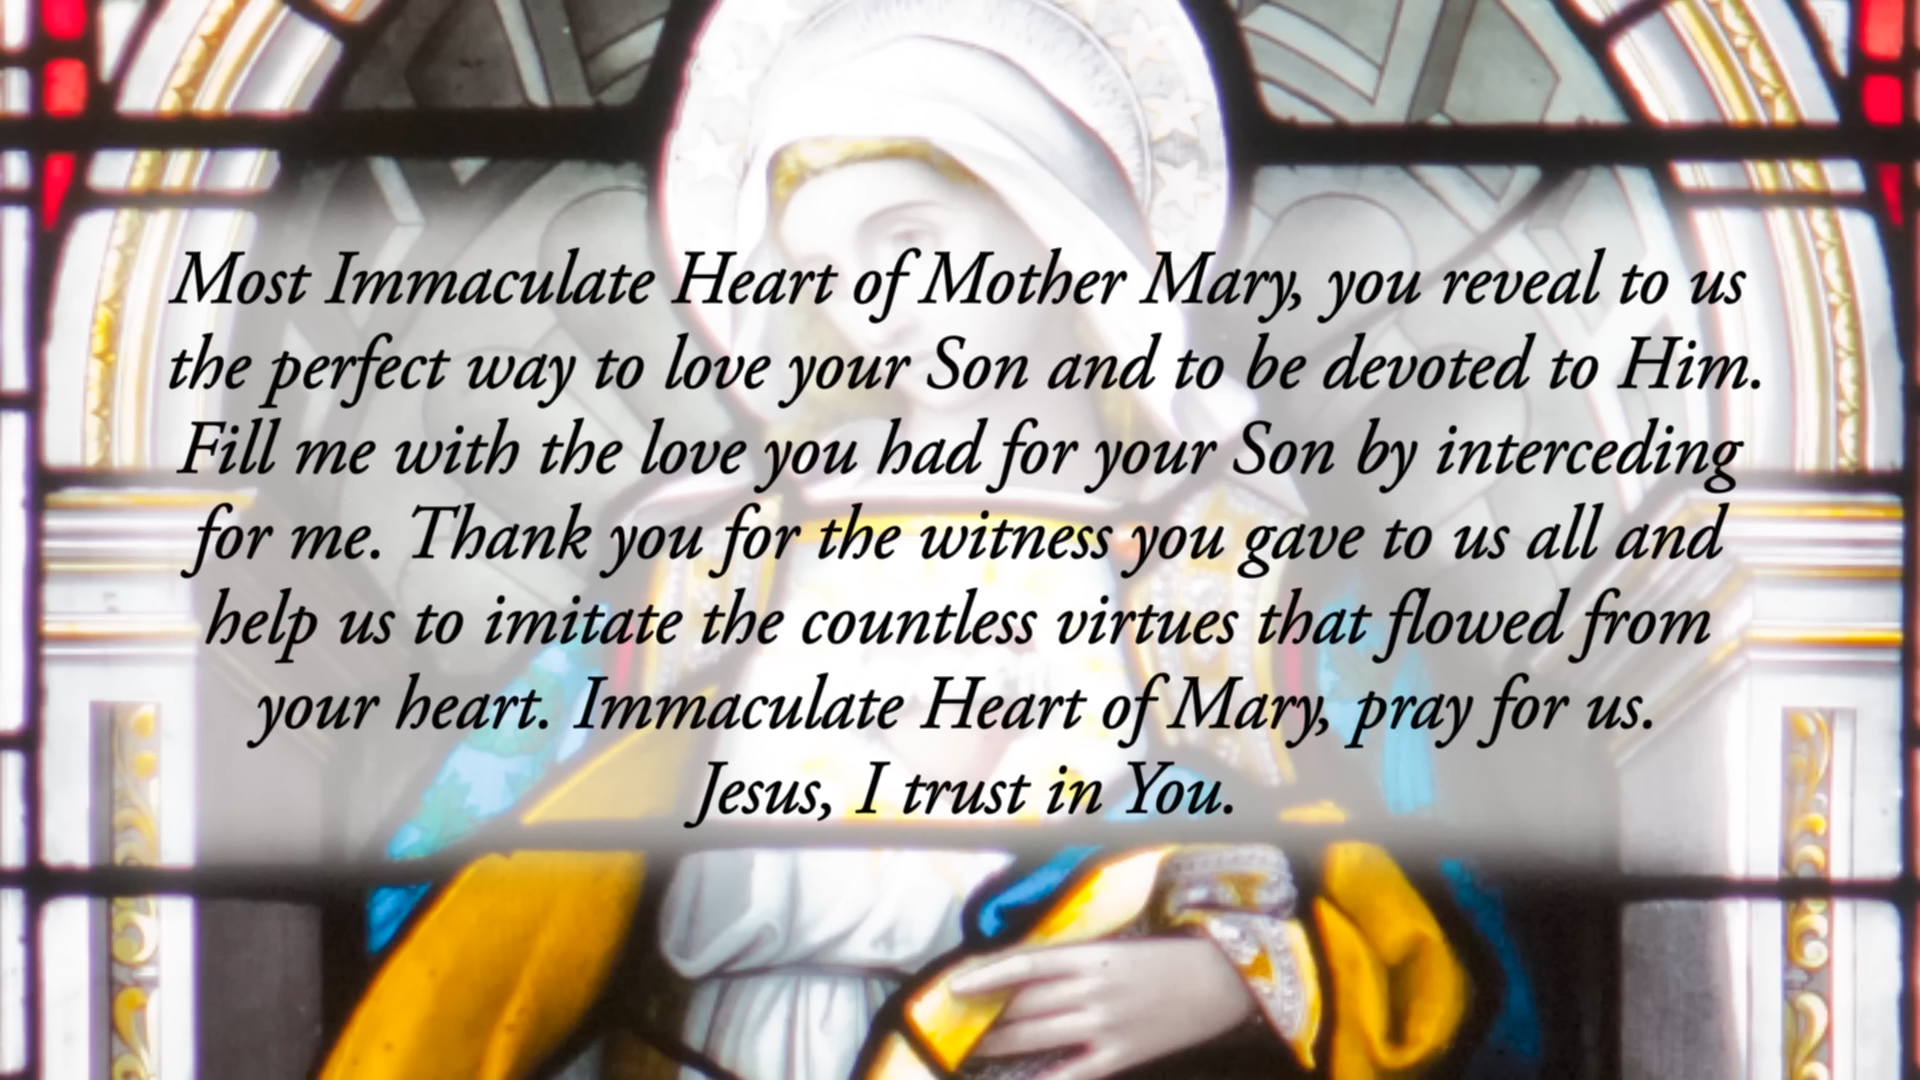 Most Immaculate Heart of Mother Mary, you reveal to us
the perfect way to love your Son and to be devoted to Him.
Fill me with the love you had for your Son by interceding
for me. Thank you for the witness you gave to us all and
help us to imitate the countless virtues that flowed from
your heart. Immaculate Heart of Mary, pray for us.
Jesus, I trust in You.